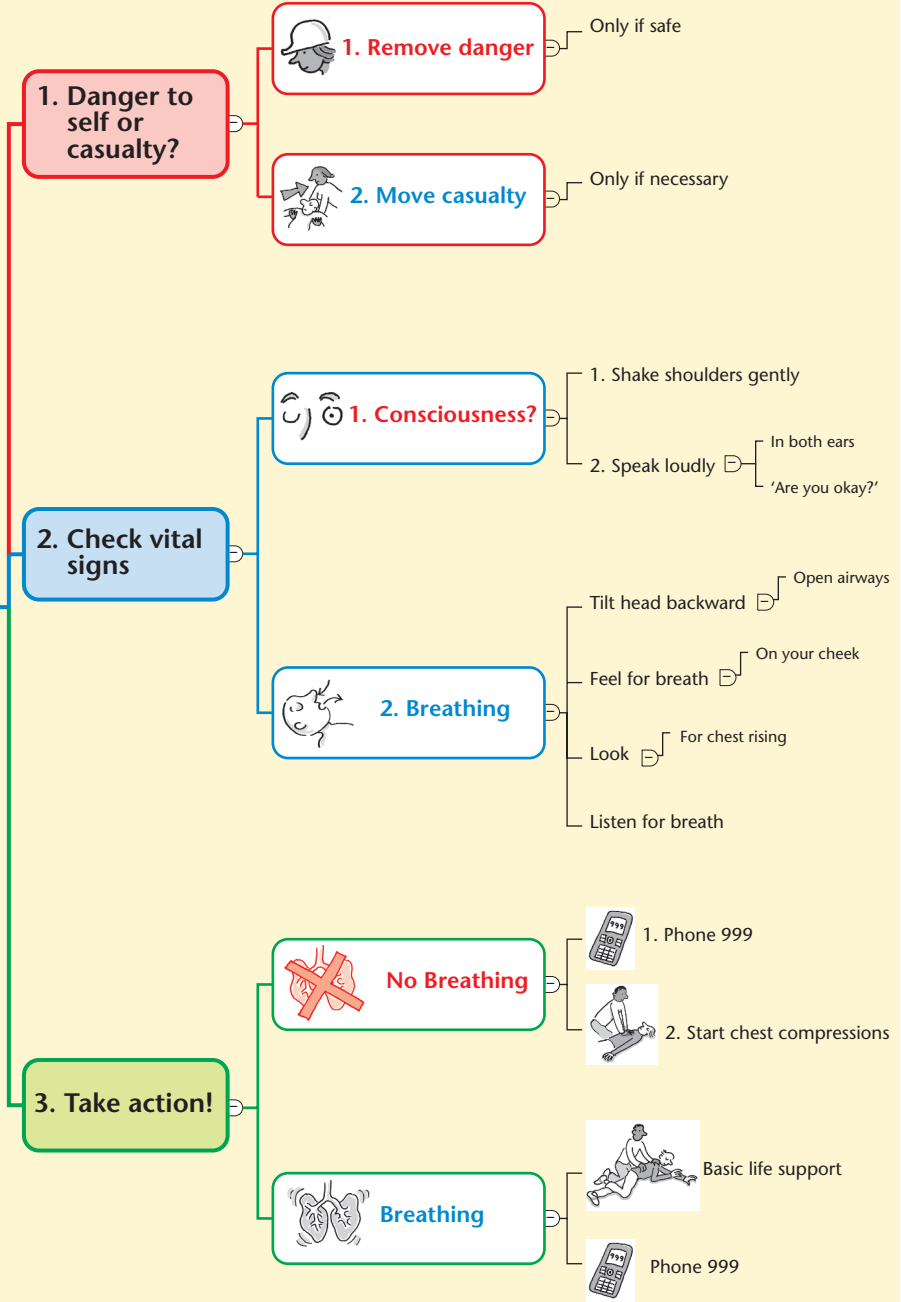 1. Danger to
self or
casualty?
1. Remove danger
Only if safe
2. Move casualty
Only if necessary
2. Check vital
signs
1. Consciousness?
1. Shake shoulders gently
2. Speak loudly
In both ears
‘Are you okay?’
2. Breathing
Tilt head backward
Open airways
Feel for breath
On your cheek
Look
For chest rising
Listen for breath
3. Take action!
No Breathing
999
1. Phone 999
2. Start chest compressions
Breathing
Basic life support
999
Phone 999